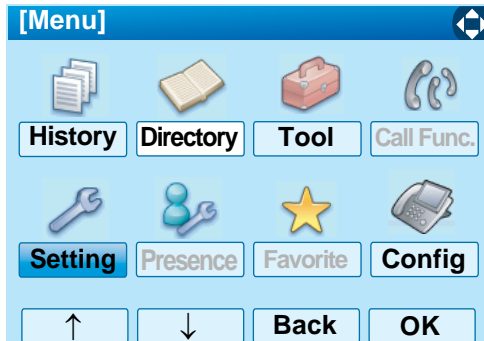 [Menu]
History Directory Tool Call Func.
Setting Presence Favorite Config
↑ ↓ Back OK